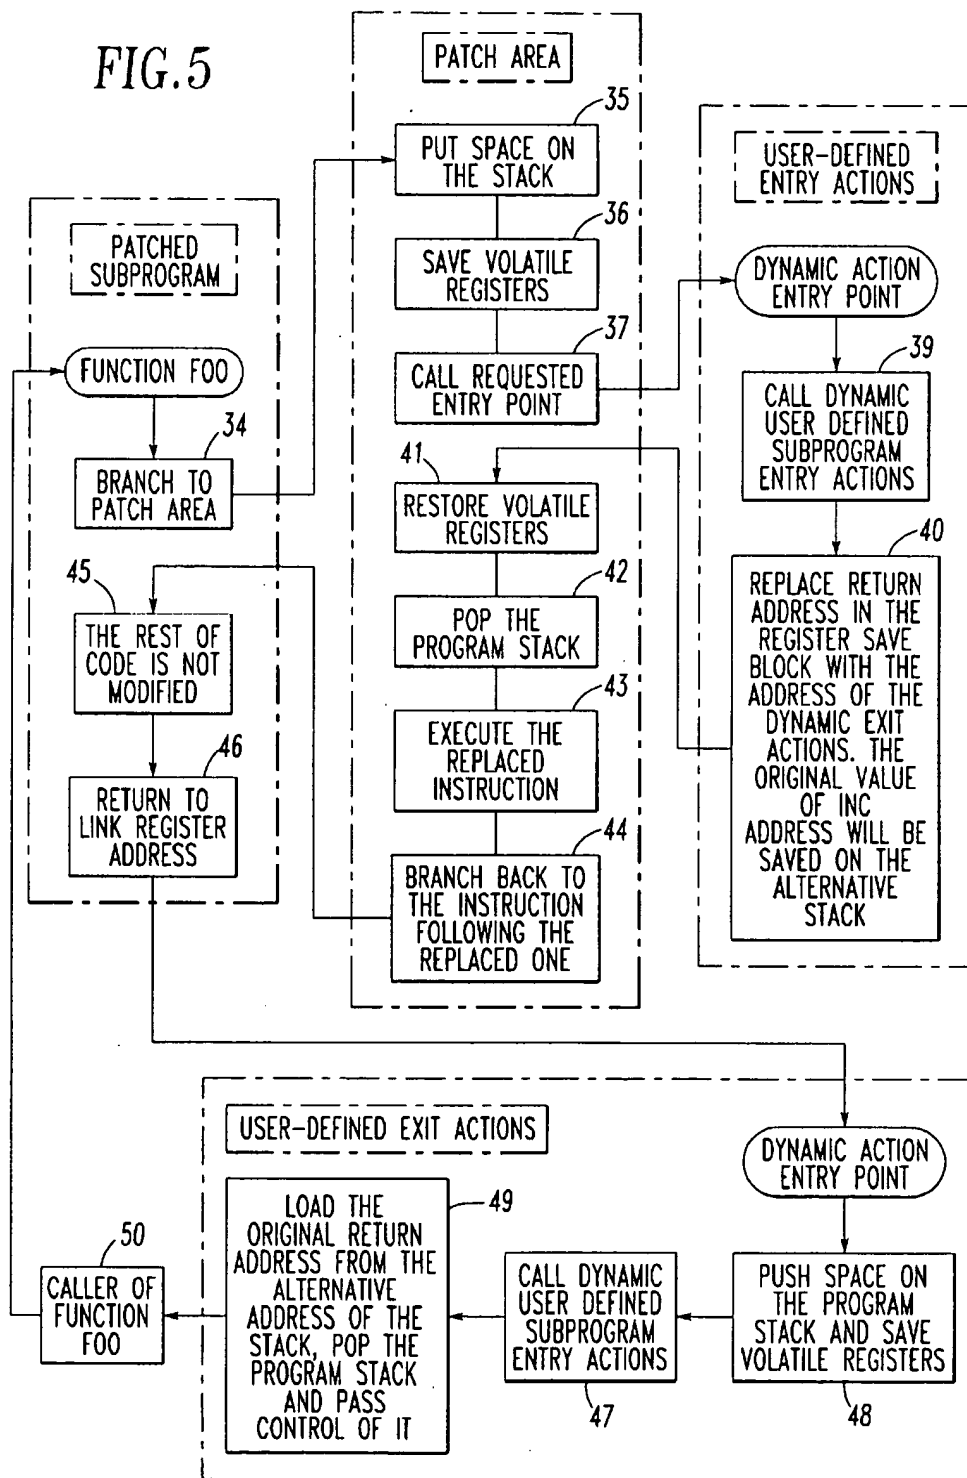 FIG.5
PATCHED
SUBPROGRAM
FUNCTION FOO
34
BRANCH TO
PATCH AREA
45
THE REST OF
CODE IS NOT
MODIFIED
46
RETURN TO
LINK REGISTER
ADDRESS
PATCH AREA
35
PUT SPACE ON
THE STACK
36
SAVE VOLATILE
REGISTERS
37
CALL REQUESTED
ENTRY POINT
41
RESTORE VOLATILE
REGISTERS
42
POP THE
PROGRAM STACK
43
EXECUTE THE
REPLACED
INSTRUCTION
44
BRANCH BACK TO
THE INSTRUCTION
FOLLOWING THE
REPLACED ONE
USER-DEFINED
ENTRY ACTIONS
DYNAMIC ACTION
ENTRY POINT
39
CALL DYNAMIC
USER DEFINED
SUBPROGRAM
ENTRY ACTIONS
40
REPLACE RETURN
ADDRESS IN THE
REGISTER SAVE
BLOCK WITH THE
ADDRESS OF THE
DYNAMIC EXIT
ACTIONS. THE
ORIGINAL VALUE
OF INC
ADDRESS WILL BE
SAVED ON THE
ALTERNATIVE
STACK
USER-DEFINED EXIT ACTIONS
DYNAMIC ACTION
ENTRY POINT
PUSH SPACE ON
THE PROGRAM
STACK AND SAVE
VOLATILE REGISTERS
48
CALL DYNAMIC
USER DEFINED
SUBPROGRAM
ENTRY ACTIONS
47
49
LOAD THE
ORIGINAL RETURN
ADDRESS FROM THE
ALTERNATIVE
ADDRESS OF THE
STACK, POP THE
PROGRAM STACK
AND PASS
CONTROL OF IT
50
CALLER OF
FUNCTION
FOO